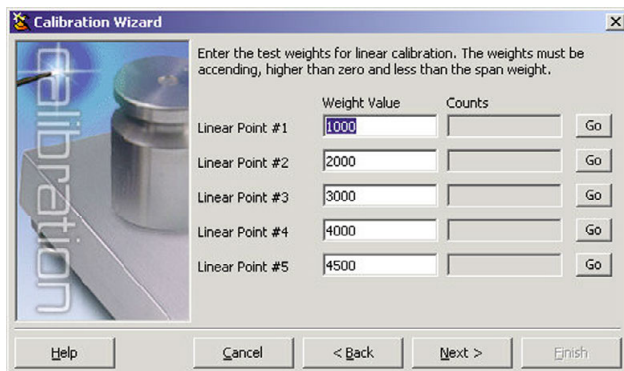 Calibration Wizard
Enter the test weights for linear calibration. The weights must be
accending, higher than zero and less than the span weight.
Weight Value Counts
Linear Point #1 1000 Go
Linear Point #2 2000 Go
Linear Point #3 3000 Go
Linear Point #4 4000 Go
Linear Point #5 4500 Go
calibration
Help Cancel < Back Next > Finish